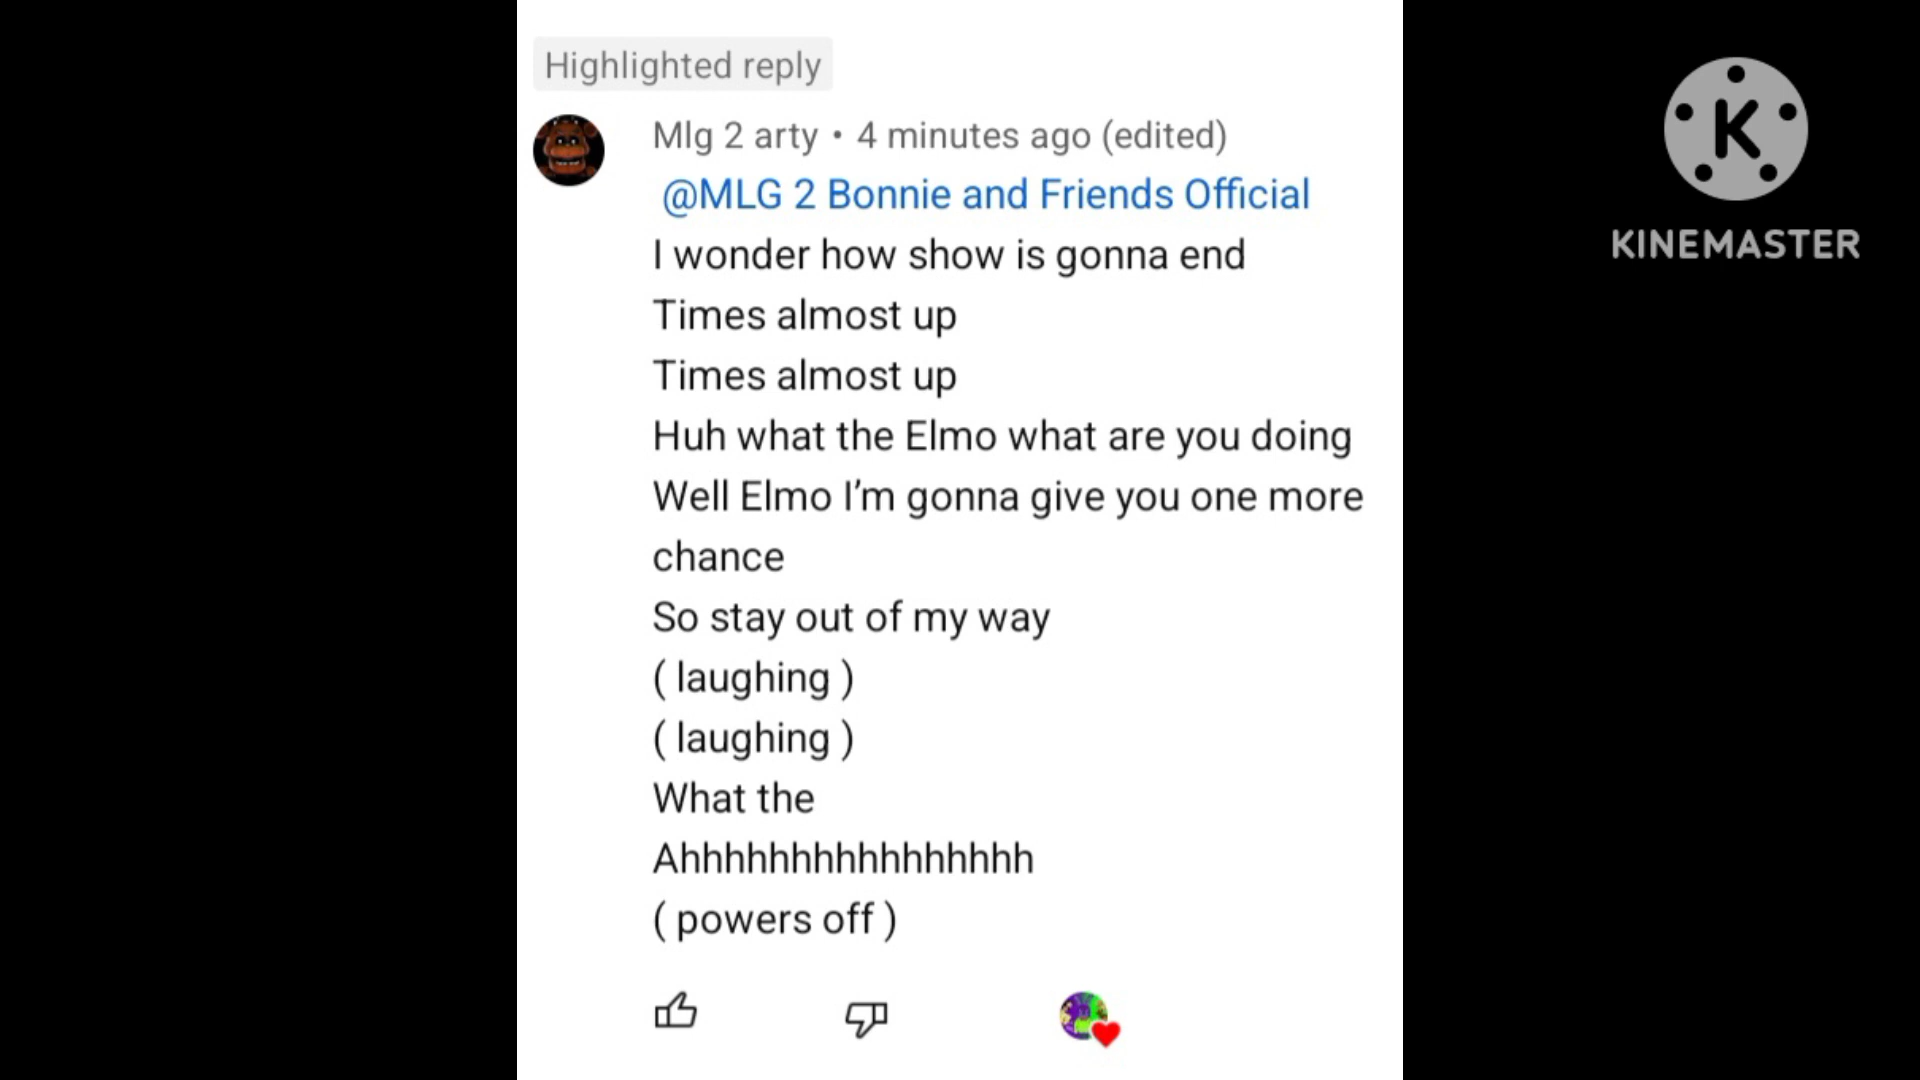 Highlighted reply
Mlg 2 arty • 4 minutes ago (edited)
@MLG 2 Bonnie and Friends Official
I wonder how show is gonna end
Times almost up
Times almost up
Huh what the Elmo what are you doing
Well Elmo I'm gonna give you one more
chance
So stay out of my way
( laughing )
( laughing )
What the
Ahhhhhhhhhhhhhhhh
( powers off )
K
KINEMASTER